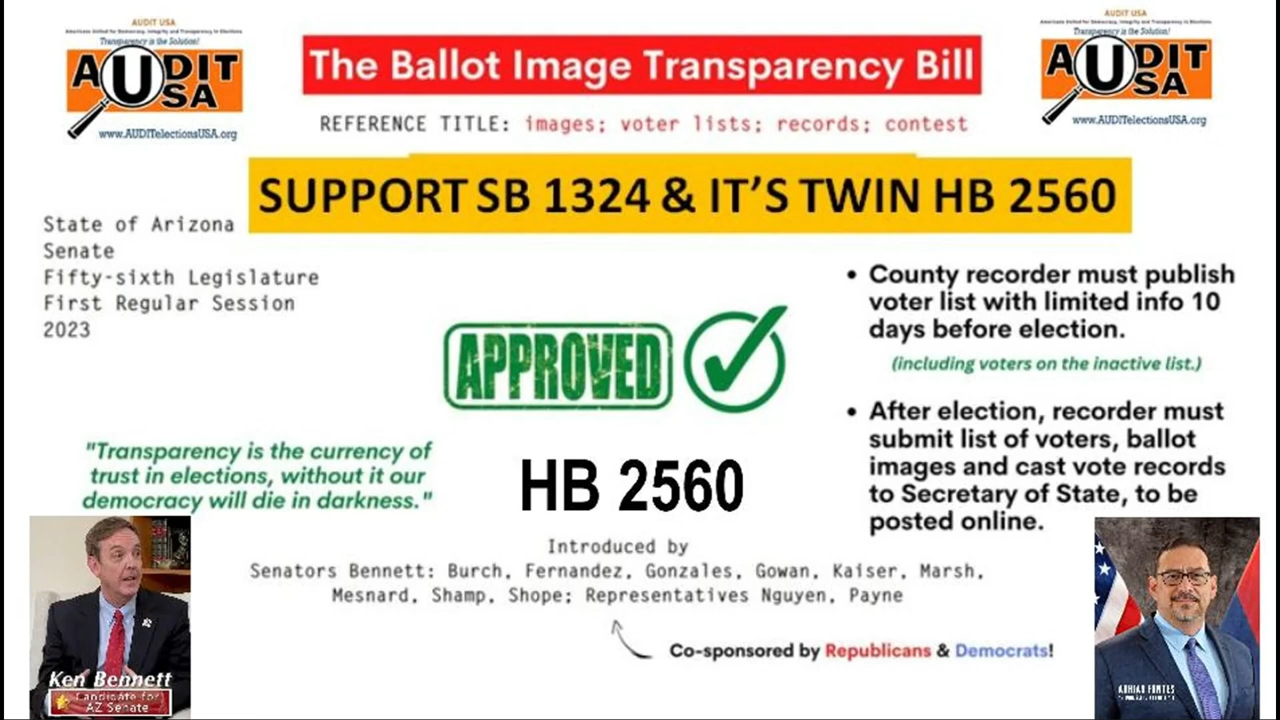 AUDIT USA
Americans United for Democracy, Integrity and Transparency in Elections
Transparency is the Solution!
AUDIT
USA
www.AUDITelectionsUSA.org
The Ballot Image Transparency Bill
REFERENCE TITLE: images; voter lists; records; contest
AUDIT USA
Americans United for Democracy, Integrity and Transparency in Elections
Transparency is the Solution!
AUDIT
USA
www.AUDITelectionsUSA.org
SUPPORT SB 1324 & IT'S TWIN HB 2560
State of Arizona
Senate
Fifty-sixth Legislature
First Regular Session
2023
APPROVED
• County recorder must publish
voter list with limited info 10
days before election.
(including voters on the inactive list.)
• After election, recorder must
submit list of voters, ballot
images and cast vote records
to Secretary of State, to be
posted online.
"Transparency is the currency of
trust in elections, without it our
democracy will die in darkness."
HB 2560
Introduced by
Senators Bennett: Burch, Fernandez, Gonzales, Gowan, Kaiser, Marsh,
Mesnard, Shamp, Shope; Representatives Nguyen, Payne
Co-sponsored by Republicans & Democrats!
Ken Bennett
Candidate for
AZ Senate
ADRIAN FONTES